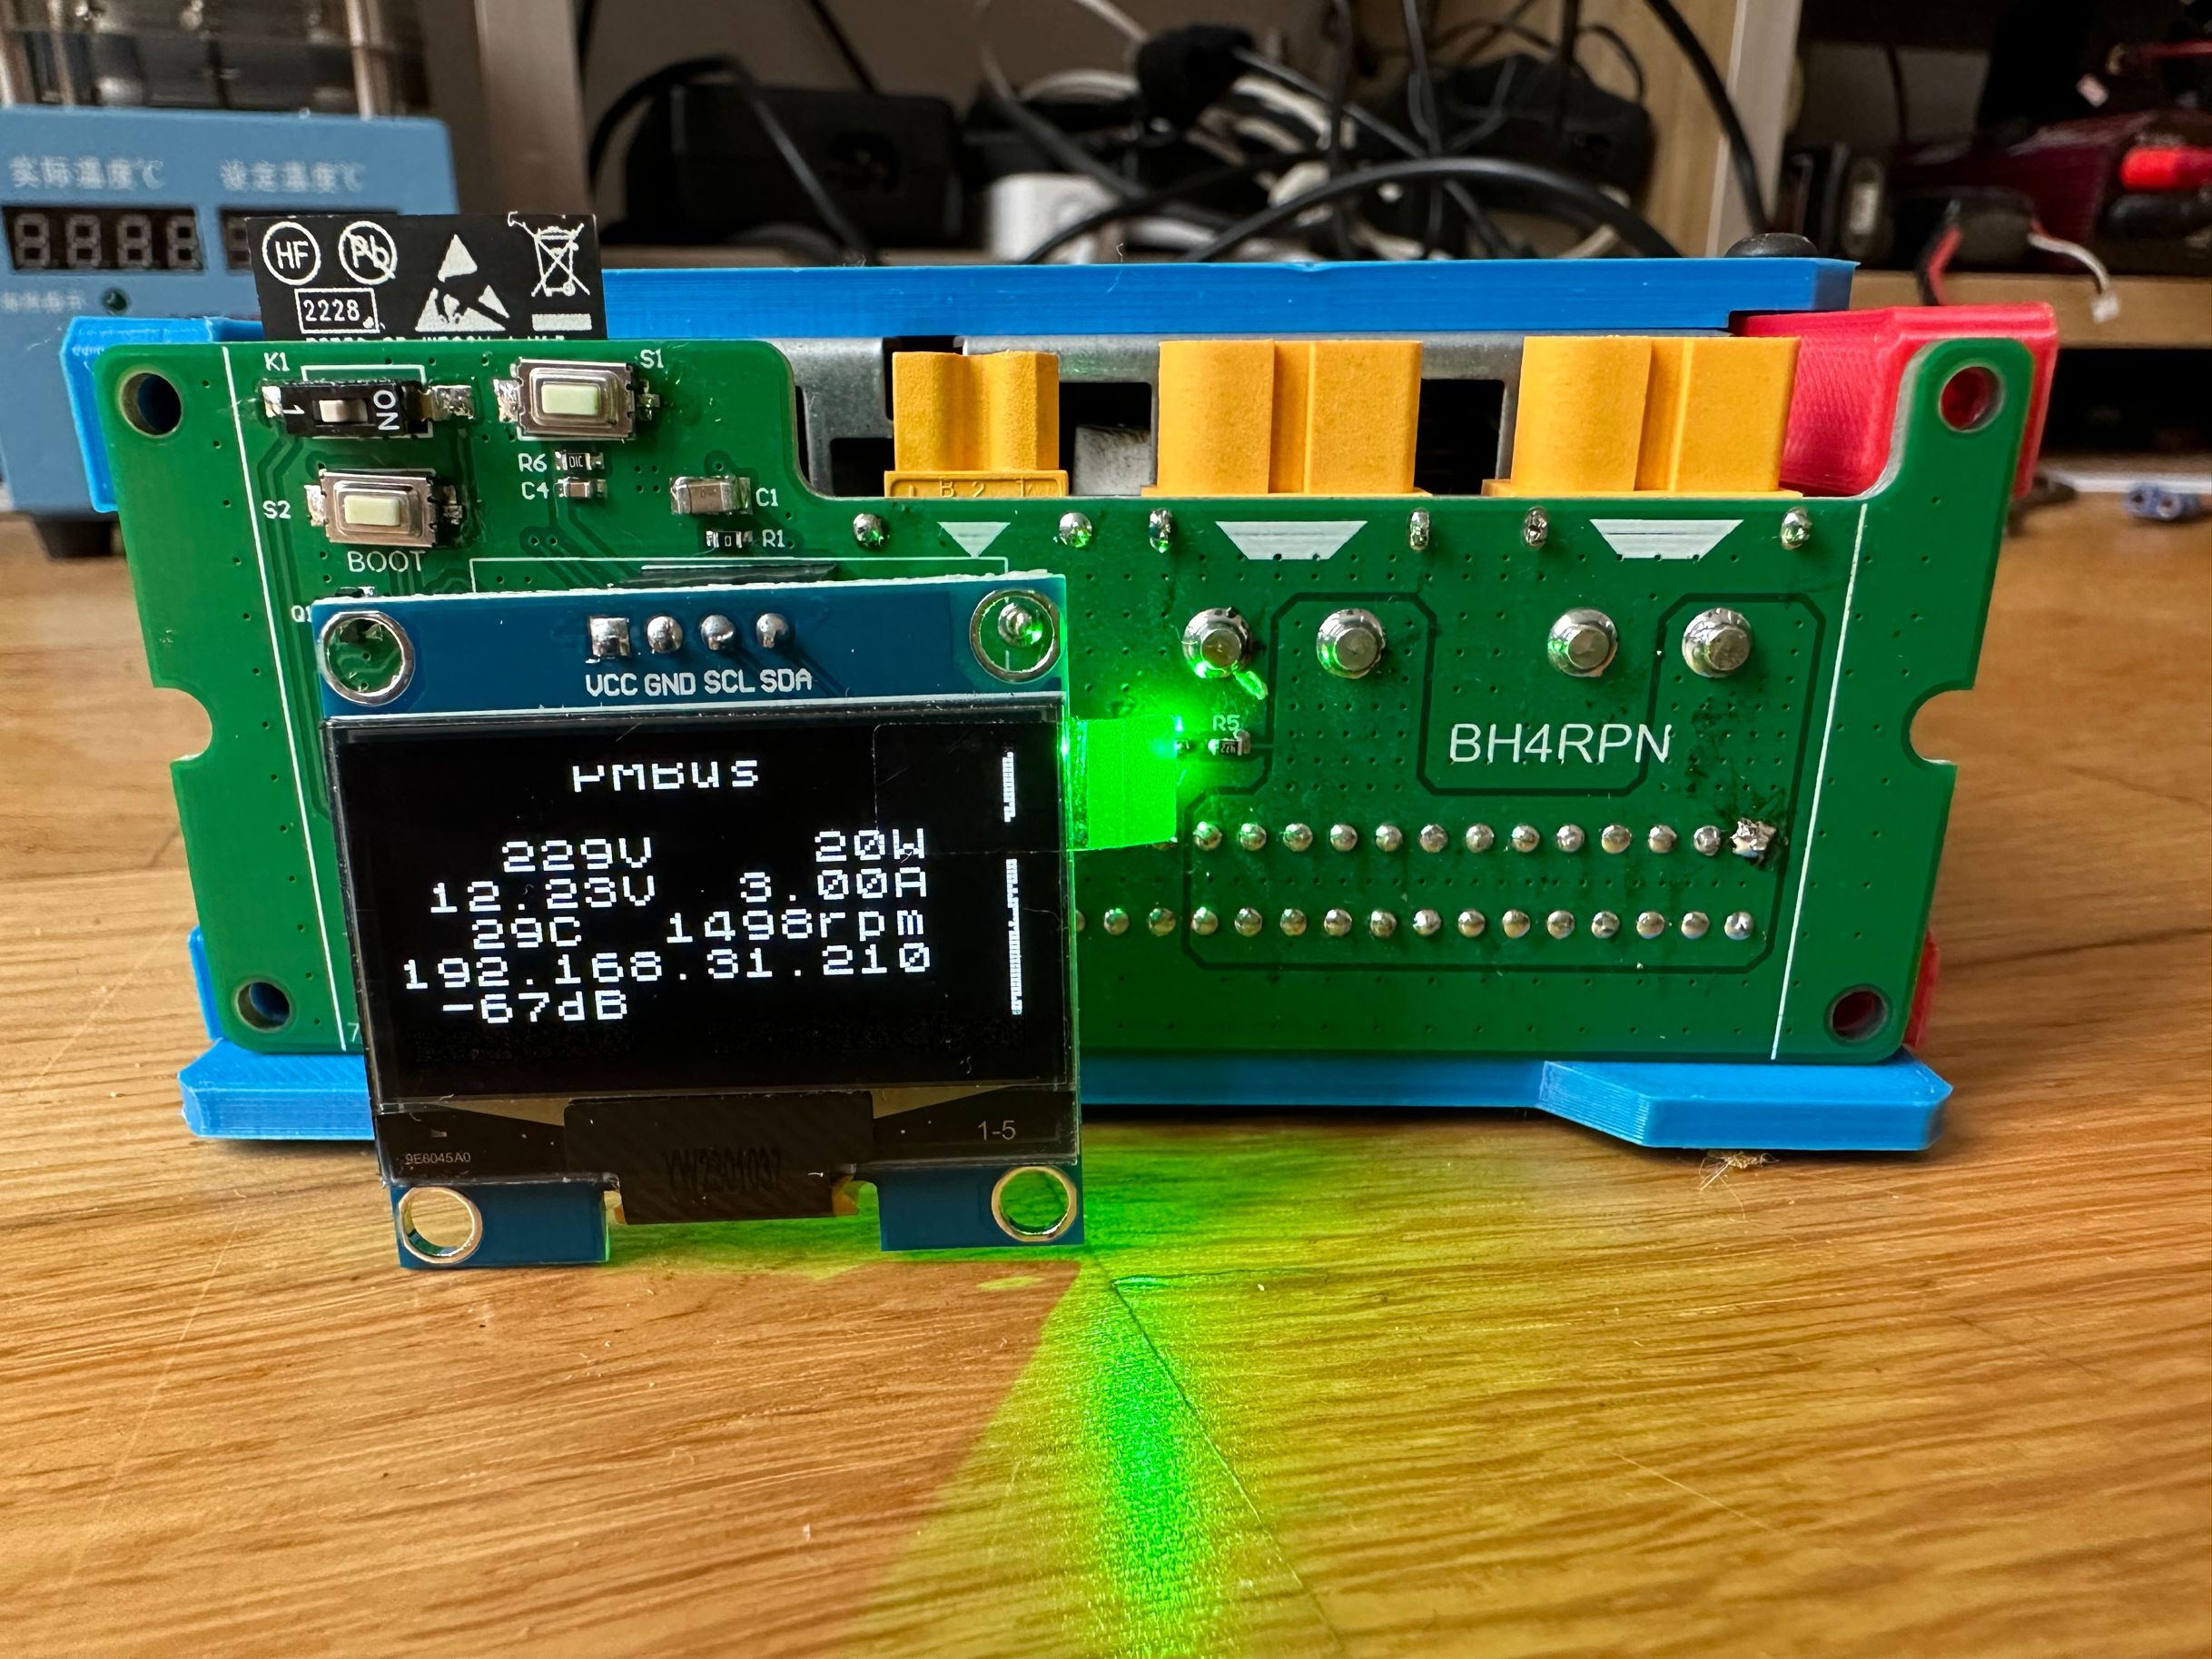 实际温度℃ 设定温度℃
HF Pb
2228
K1
1 ON
S1
R6
C4
C1
S2
R1
BOOT
VCC GND SCL SDA
R5
BH4RPN
PMBus
229V 20W
12.23V 3.00A
29C 1498rpm
192.168.31.210
-67dB
1-5
9E6045A0
YW2301037